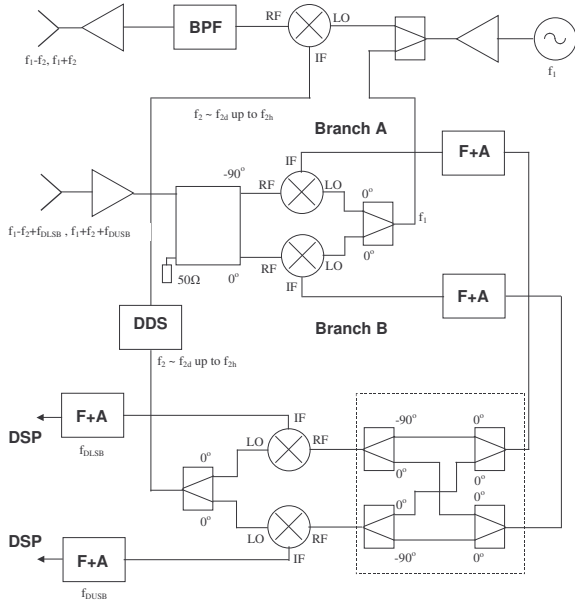 BPF
RF
LO
IF
f1-f2, f1+f2
f1
f2 ~ f2d up to f2h
Branch A
F+A
-90°
IF
RF
LO
0°
f1
f1-f2+fDLSB , f1+f2+fDUSB
0°
50Ω
0°
RF
LO
IF
F+A
Branch B
DDS
f2 ~ f2d up to f2h
F+A
DSP
fDLSB
IF
LO
RF
-90°
0°
0°
0°
0°
0°
0°
0°
LO
RF
IF
-90°
0°
DSP
F+A
fDUSB